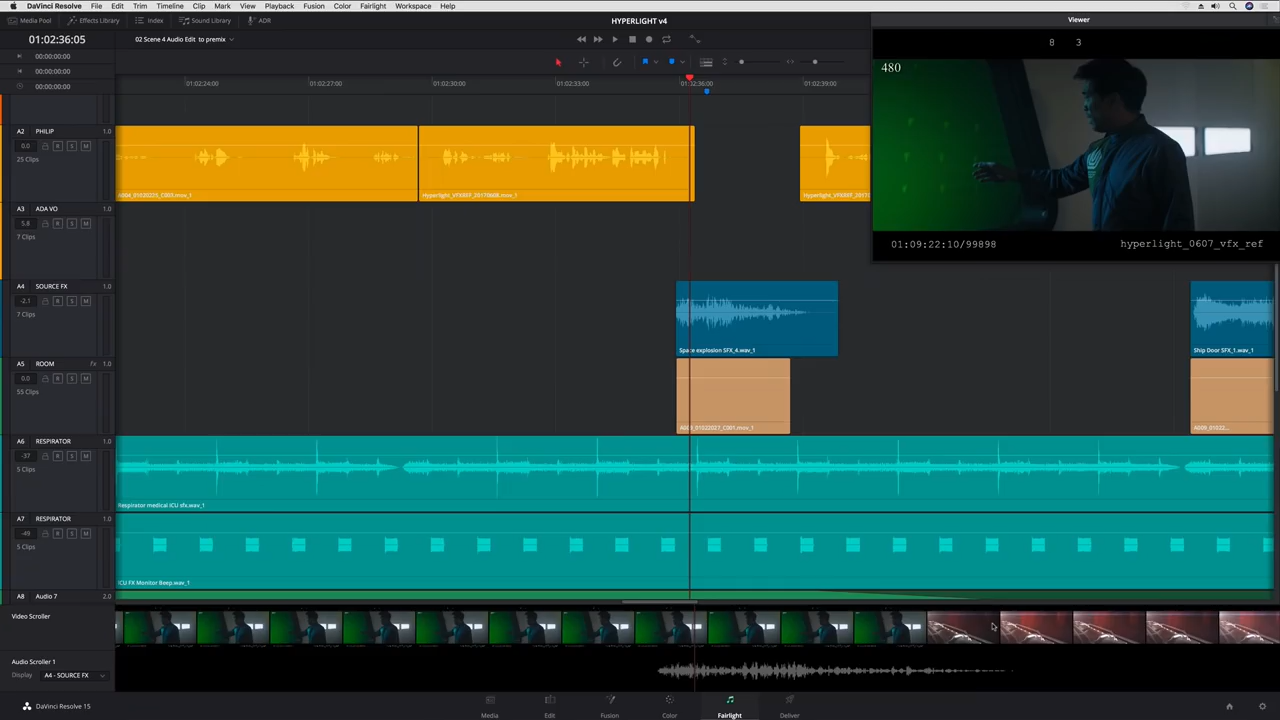 DaVinci Resolve File Edit Trim Timeline Clip Mark View Playback Fusion Color Fairlight Workspace Help
Media Pool Effects Library Index Sound Library ADR
HYPERLIGHT v4
Viewer
01:02:36:05
02 Scene 4 Audio Edit to premix
8 3
00:00:00:00
00:00:00:00
00:00:00:00
480
01:02:24:00 01:02:27:00 01:02:30:00 01:02:33:00 01:02:36:00 01:02:39:00
A2 PHILIP 1.0
0.0 R S M
25 Clips
Hyperlight_VFXREF_20170608.mov_1
A3 ADA VO 1.0
5.8 R S M
7 Clips
01:09:22:10/99898 hyperlight_0607_vfx_ref
A4 SOURCE FX 1.0
-2.1 R S M
7 Clips
Space explosion SFX_4.wav_1
Ship Door SFX_1.wav_1
A5 ROOM fx 1.0
0.0 R S M
55 Clips
A6 RESPIRATOR 1.0
-37 R S M
5 Clips
Respirator medical ICU sfx.wav_1
A7 RESPIRATOR 1.0
-49 R S M
5 Clips
ICU FX Monitor Beep.wav_1
A8 Audio 7 2.0
Video Scroller
Audio Scroller 1
Display A4 - SOURCE FX
DaVinci Resolve 15
Media Edit Fusion Color Fairlight Deliver